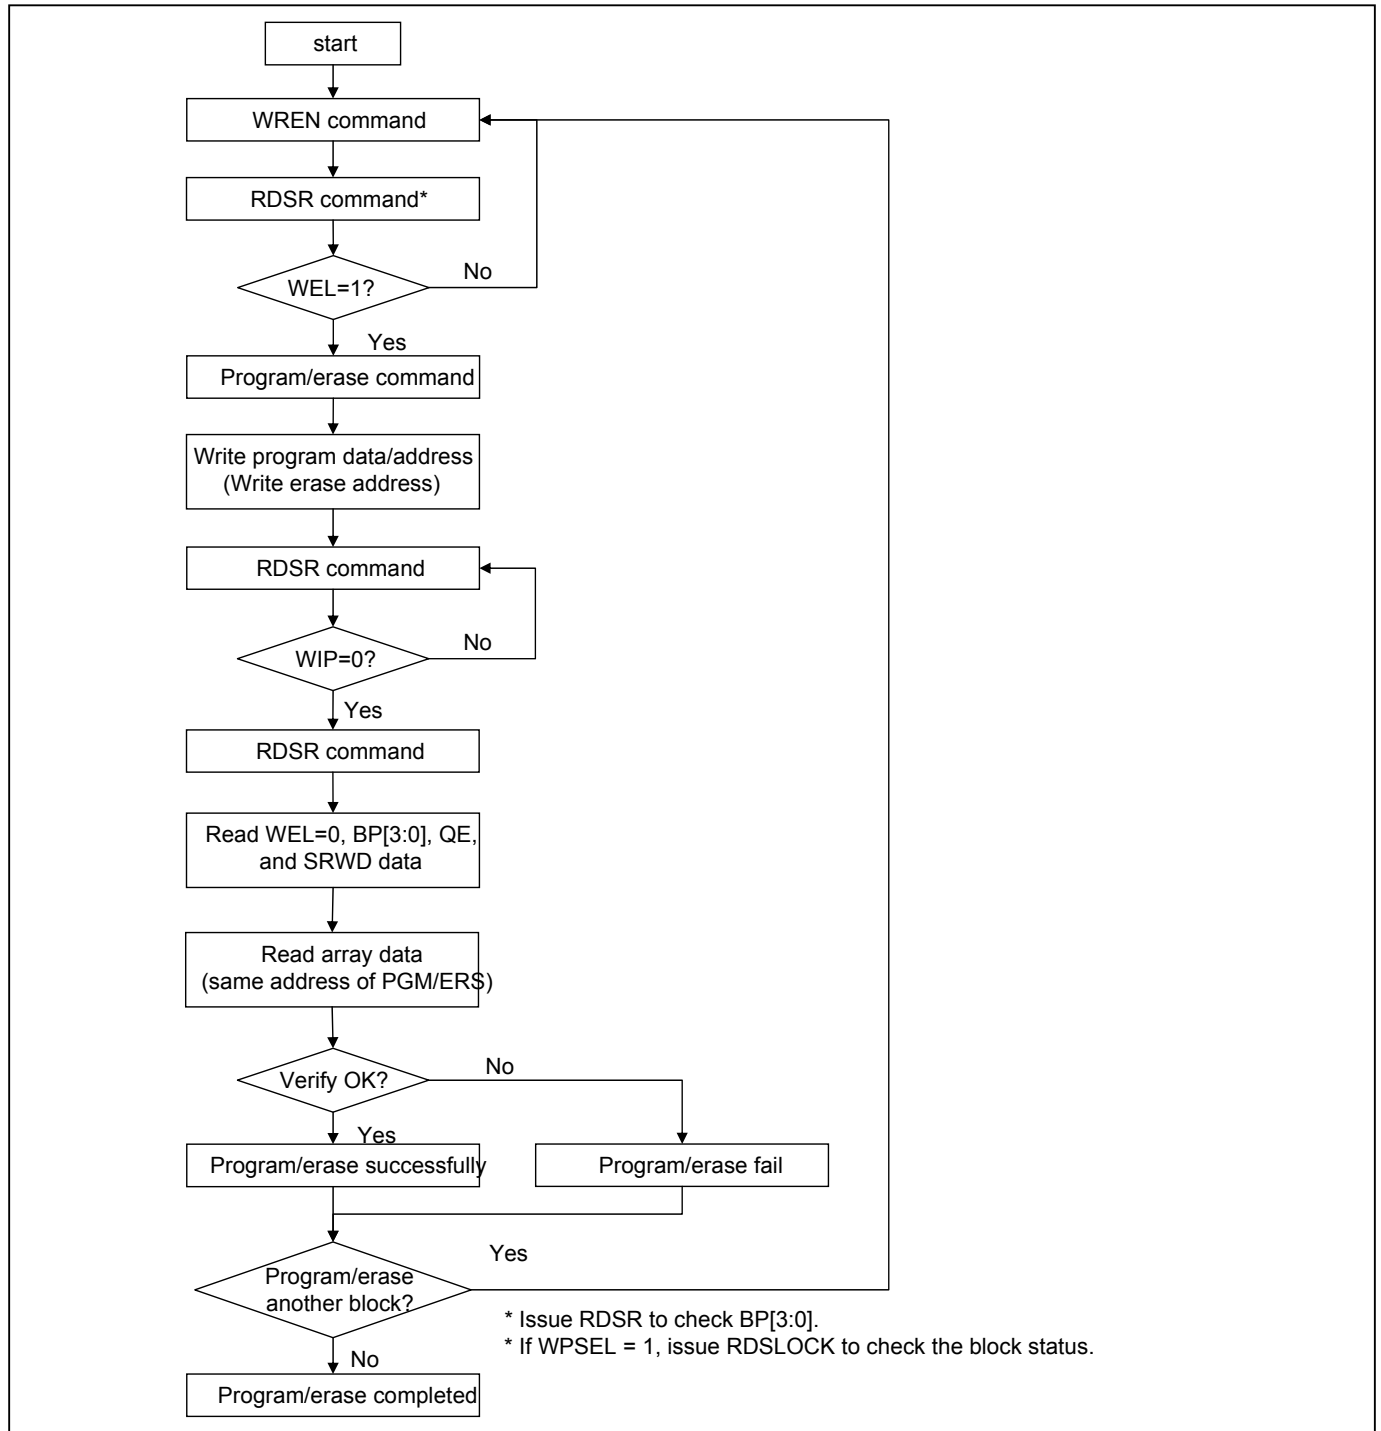 start
WREN command
RDSR command*
WEL=1?
No
Yes
Program/erase command
Write program data/address
(Write erase address)
RDSR command
WIP=0?
No
Yes
RDSR command
Read WEL=0, BP[3:0], QE,
and SRWD data
Read array data
(same address of PGM/ERS)
Verify OK?
No
Yes
Program/erase successfully
Program/erase fail
Yes
Program/erase
another block?
* Issue RDSR to check BP[3:0].
* If WPSEL = 1, issue RDSLOCK to check the block status.
No
Program/erase completed